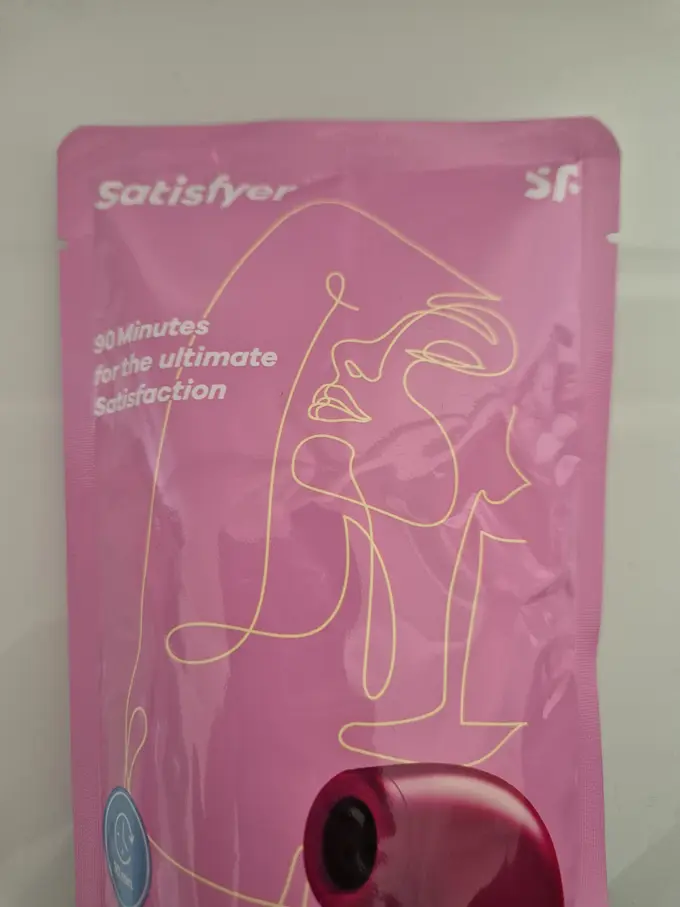 Satisfyer
SF
90 Minutes
for the ultimate
Satisfaction